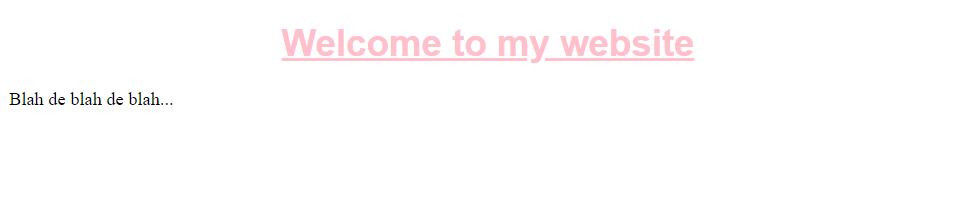 Welcome to my website
Blah de blah de blah...